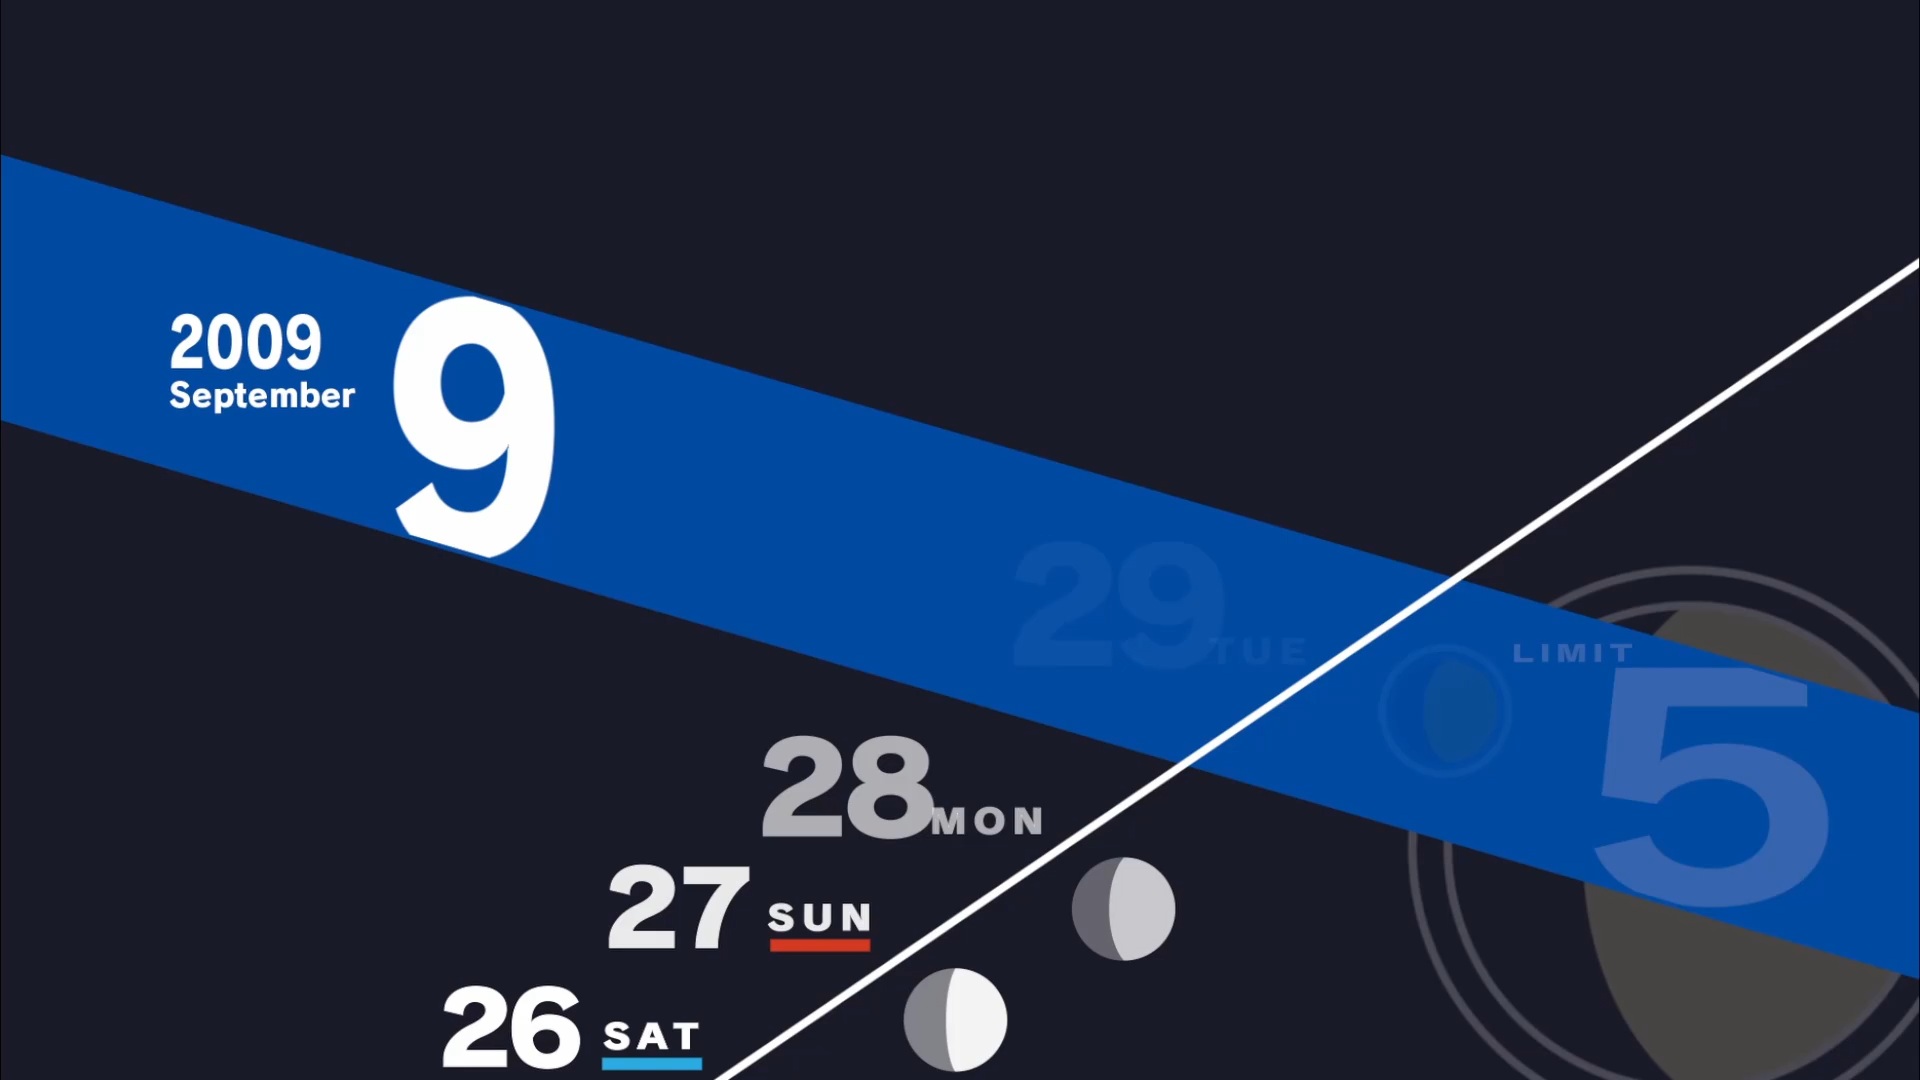 2009
September
9
29 TUE
LIMIT
5
28 MON
27 SUN
26 SAT